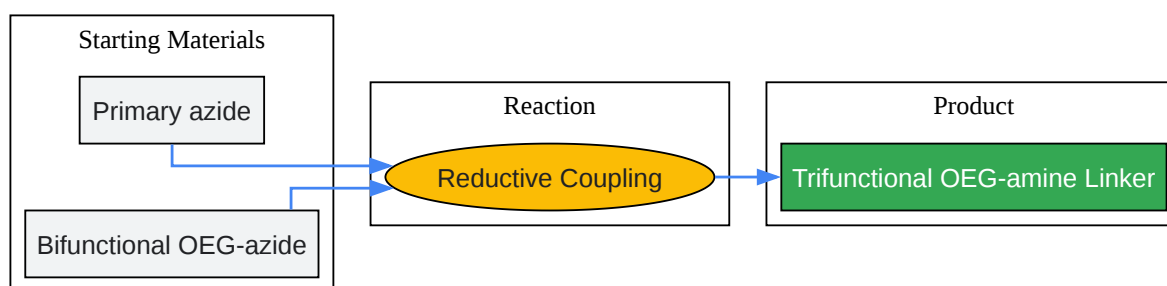 Starting Materials
Primary azide
Bifunctional OEG-azide
Reaction
Reductive Coupling
Product
Trifunctional OEG-amine Linker